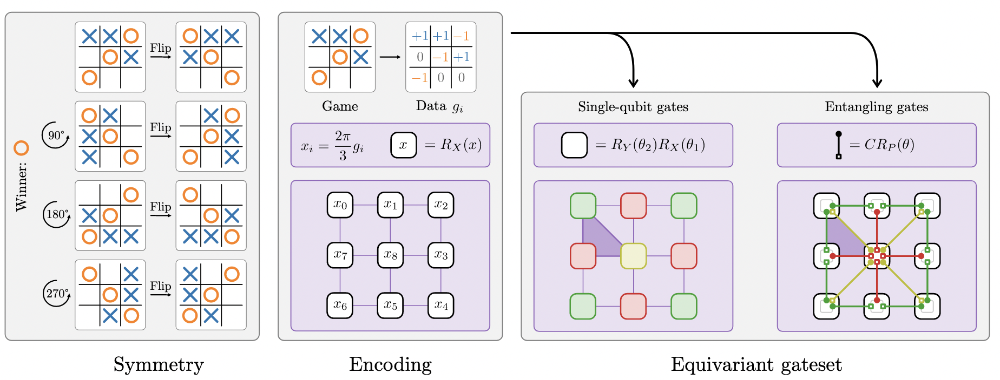 Winner:
Flip
90°
Flip
180°
Flip
270°
Flip
Symmetry
+1 +1 −1
0 −1 +1
−1 0 0
Game
Data g_i
x_i = 2π/3 g_i
x = R_X(x)
x_0 x_1 x_2
x_7 x_8 x_3
x_6 x_5 x_4
Encoding
Single-qubit gates
= R_Y(θ_2)R_X(θ_1)
Entangling gates
= CR_P(θ)
Equivariant gateset